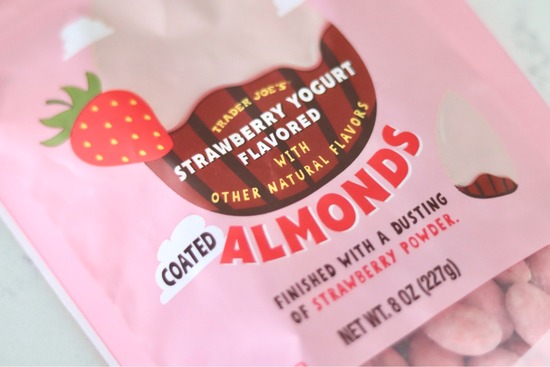 TRADER JOE'S
STRAWBERRY YOGURT
FLAVORED
WITH
OTHER NATURAL FLAVORS
COATED
ALMONDS
FINISHED WITH A DUSTING
OF STRAWBERRY POWDER.
NET WT. 8 OZ (227g)